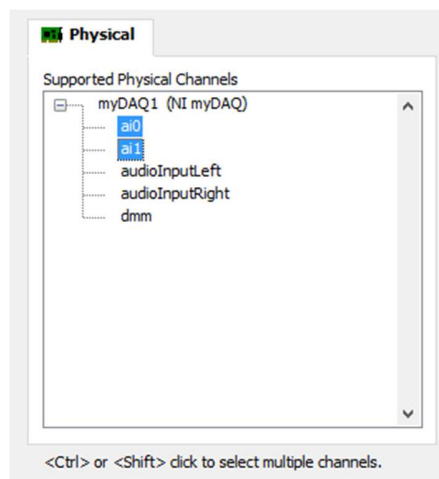 Physical
Supported Physical Channels
myDAQ1 (NI myDAQ)
ai0
ai1
audioInputLeft
audioInputRight
dmm
<Ctrl> or <Shift> click to select multiple channels.